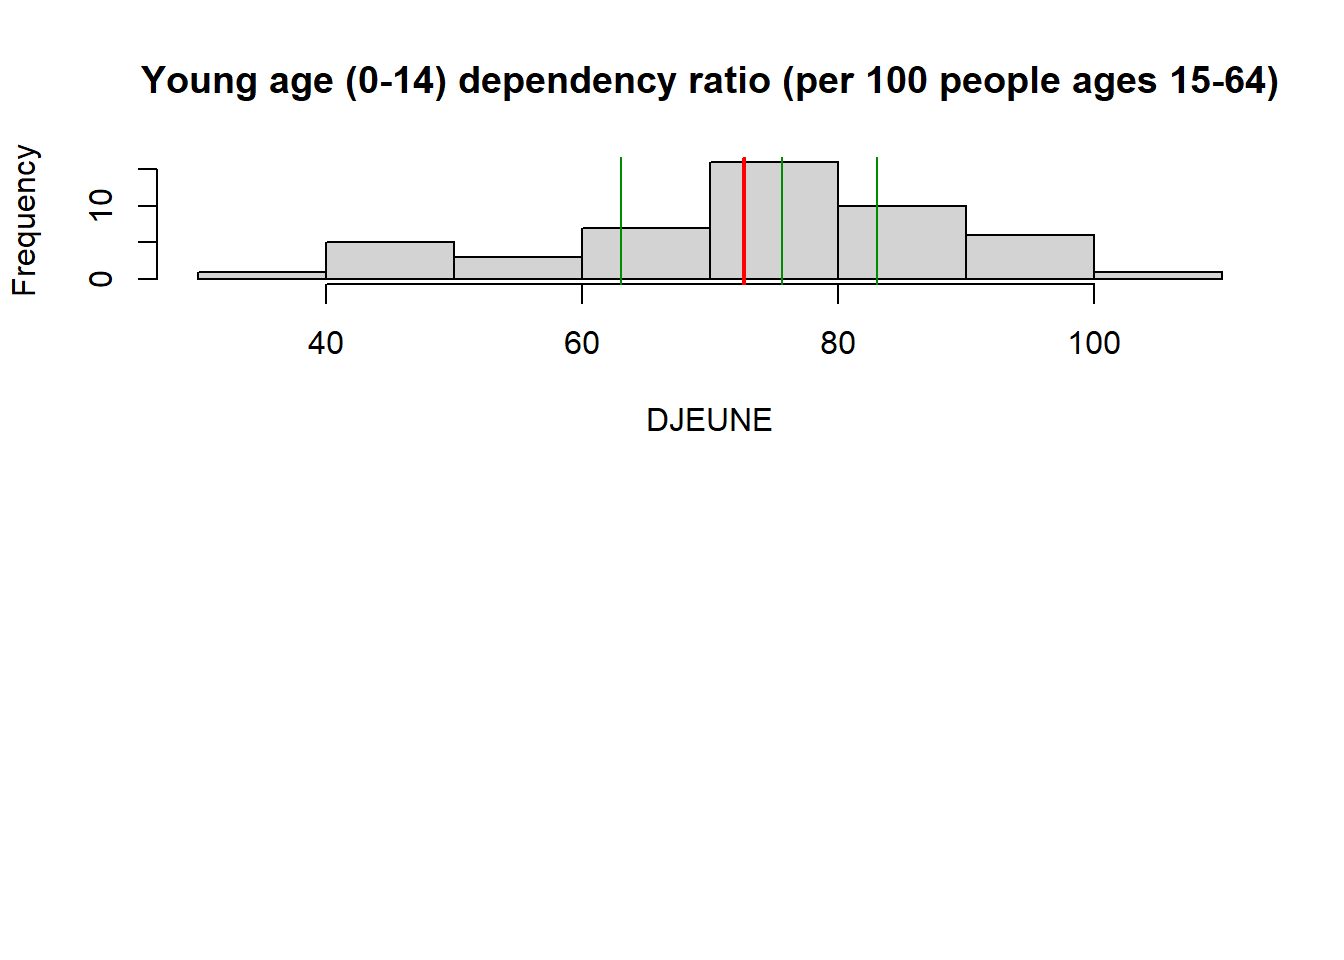 Young age (0-14) dependency ratio (per 100 people ages 15-64)
Frequency
10
0
40 60 80 100
DJEUNE